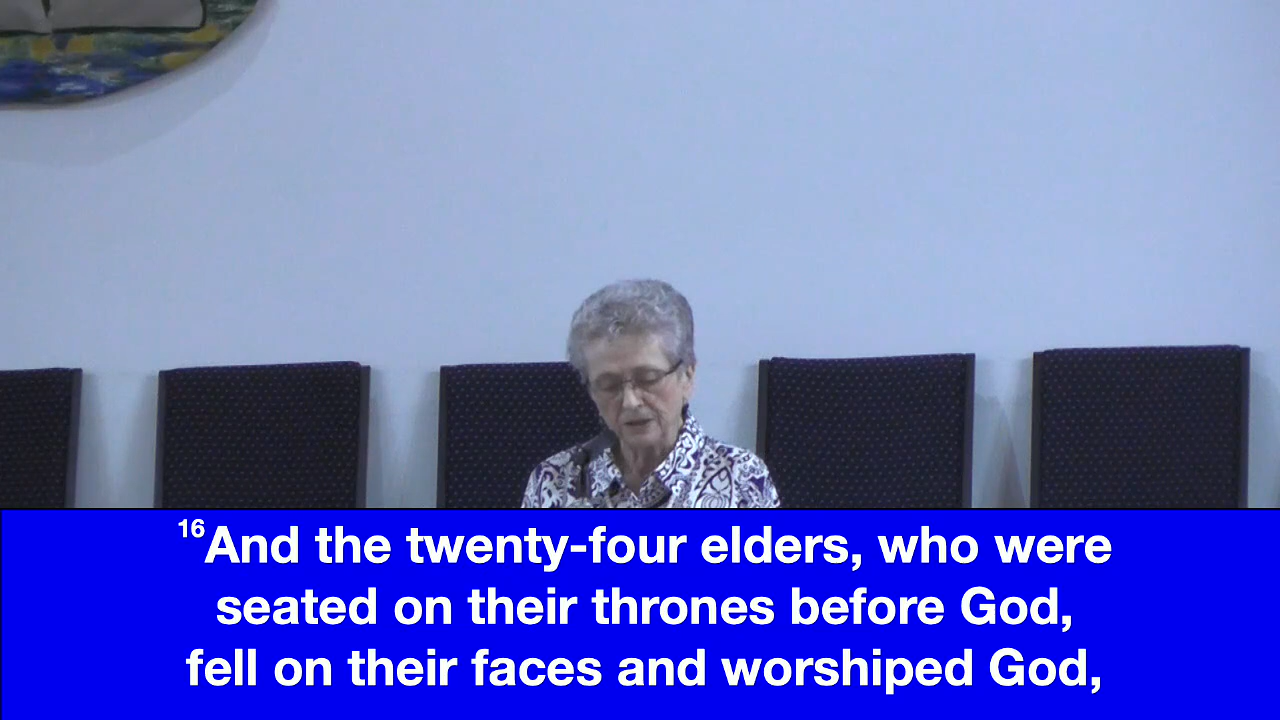 16And the twenty-four elders, who were
seated on their thrones before God,
fell on their faces and worshiped God,